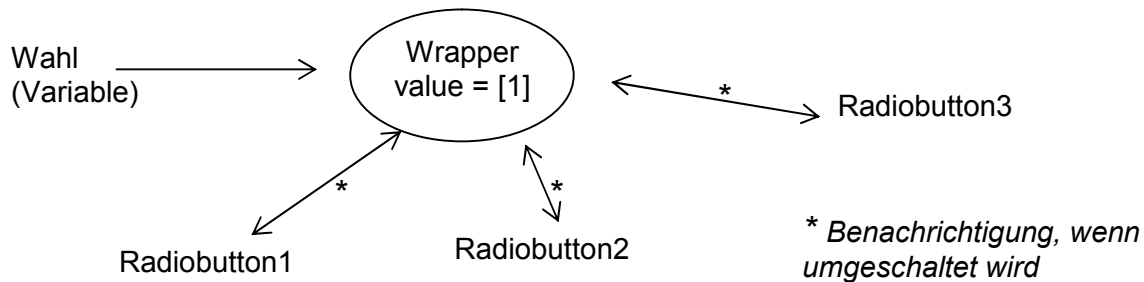 Wahl
(Variable)
Wrapper
value = [1]
*
Radiobutton3
*
*
Radiobutton1
Radiobutton2
* Benachrichtigung, wenn
umgeschaltet wird